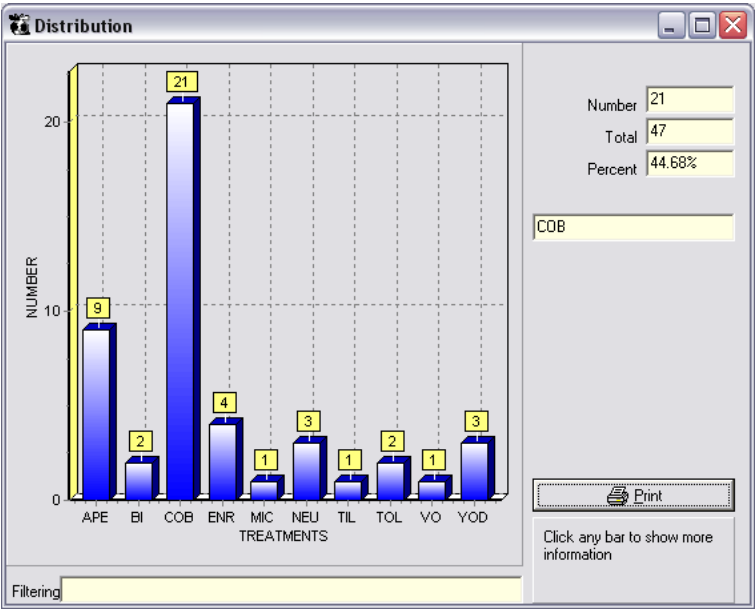 Distribution
21
20
NUMBER
10
9
2
4
1
3
1
2
1
3
0
APE BI COB ENR MIC NEU TIL TOL VO YOD
TREATMENTS
Number 21
Total 47
Percent 44.68%
COB
Print
Click any bar to show more
information
Filtering